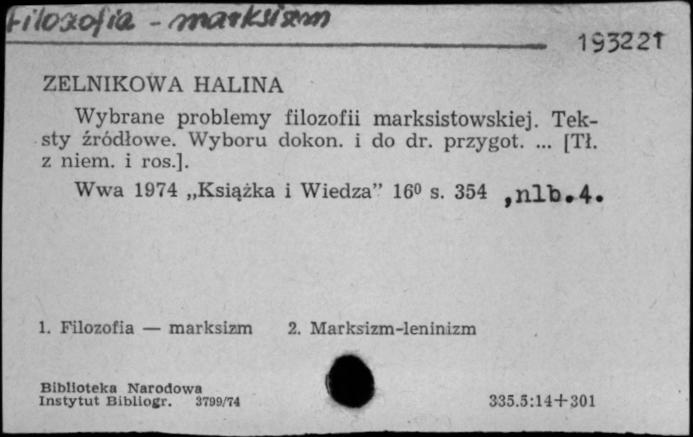 Filozofia - marksizm
193221
ZELNIKOWA HALINA
Wybrane problemy filozofii marksistowskiej. Tek-
sty źródłowe. Wyboru dokon. i do dr. przygot. ... [Tł.
z niem. i ros.].
Wwa 1974 „Książka i Wiedza” 16⁰ s. 354 ,nlb.4.
1. Filozofia — marksizm 2. Marksizm-leninizm
Biblioteka Narodowa
Instytut Bibliogr. 3799/74 335.5:14+301